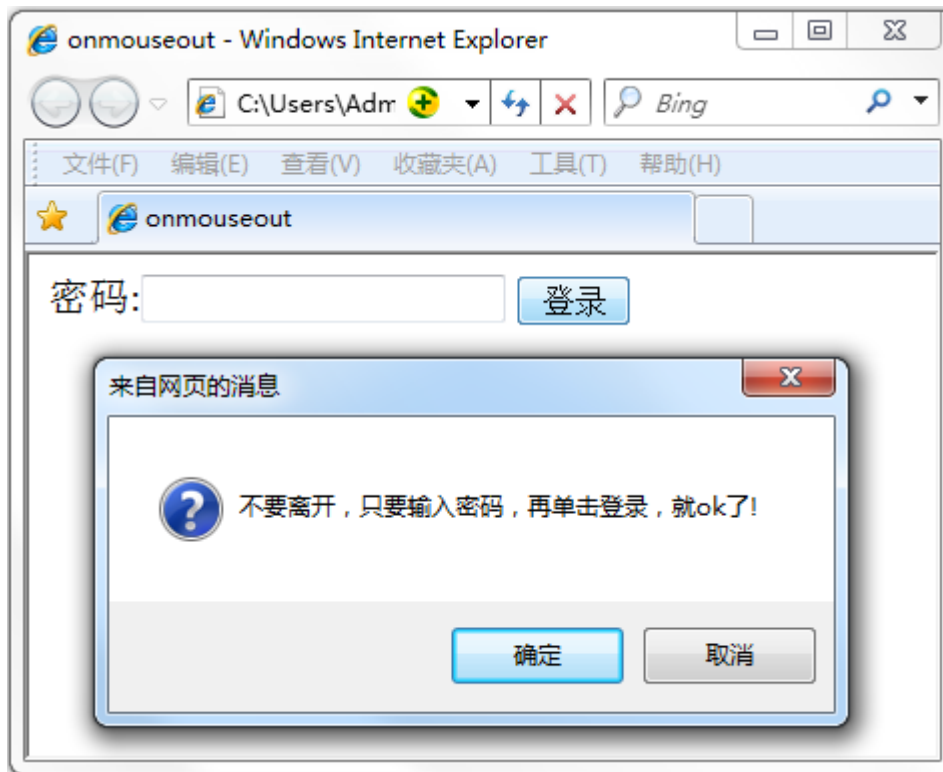 onmouseout - Windows Internet Explorer
C:\Users\Adm
Bing
文件(F) 编辑(E) 查看(V) 收藏夹(A) 工具(T) 帮助(H)
onmouseout
密码: 登录
来自网页的消息
不要离开，只要输入密码，再单击登录，就ok了!
确定 取消